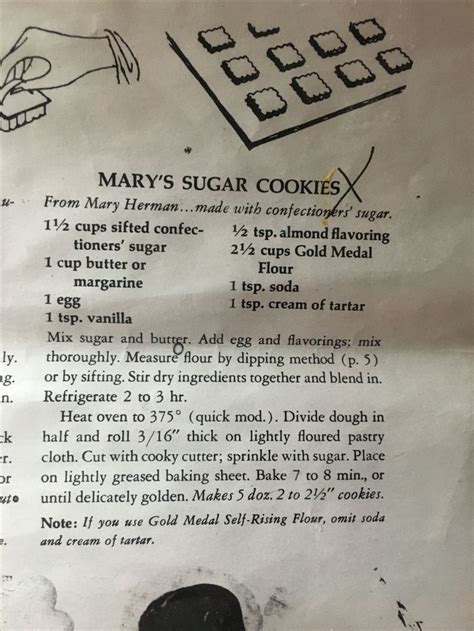 MARY'S SUGAR COOKIES X
u- From Mary Herman...made with confectioners' sugar.
1½ cups sifted confec-
tioners' sugar
1 cup butter or
margarine
1 egg
1 tsp. vanilla
½ tsp. almond flavoring
2½ cups Gold Medal
Flour
1 tsp. soda
1 tsp. cream of tartar
Mix sugar and butter. Add egg and flavorings; mix
ly. thoroughly. Measure flour by dipping method (p. 5)
ag. or by sifting. Stir dry ingredients together and blend in.
n. Refrigerate 2 to 3 hr.
Heat oven to 375° (quick mod.). Divide dough in
ck half and roll 3/16" thick on lightly floured pastry
r. cloth. Cut with cooky cutter; sprinkle with sugar. Place
or on lightly greased baking sheet. Bake 7 to 8 min., or
uto until delicately golden. Makes 5 doz. 2 to 2½" cookies.
Note: If you use Gold Medal Self-Rising Flour, omit soda
e. and cream of tartar.